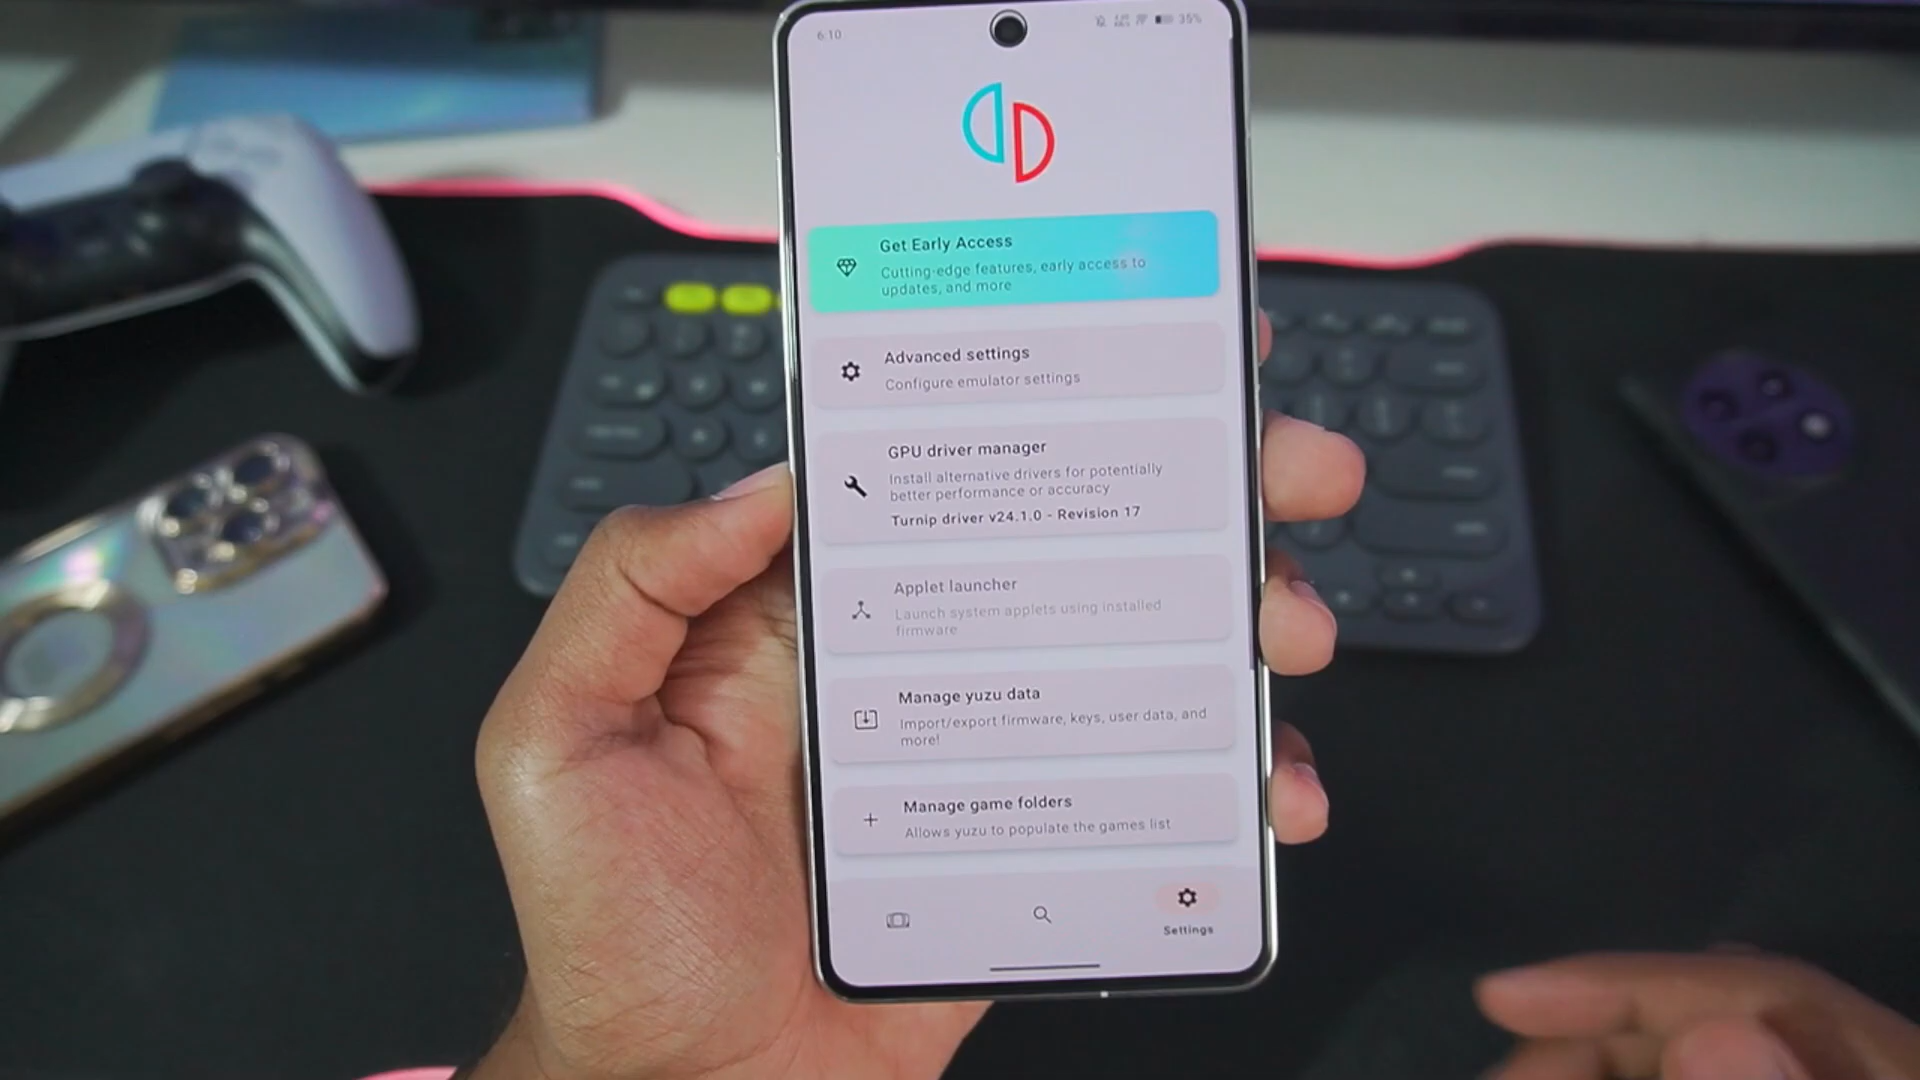 6:10
35%
Get Early Access
Cutting-edge features, early access to
updates, and more
Advanced settings
Configure emulator settings
GPU driver manager
Install alternative drivers for potentially
better performance or accuracy
Turnip driver v24.1.0 - Revision 17
Applet launcher
Launch system applets using installed
firmware
Manage yuzu data
Import/export firmware, keys, user data, and
more!
Manage game folders
Allows yuzu to populate the games list
Settings